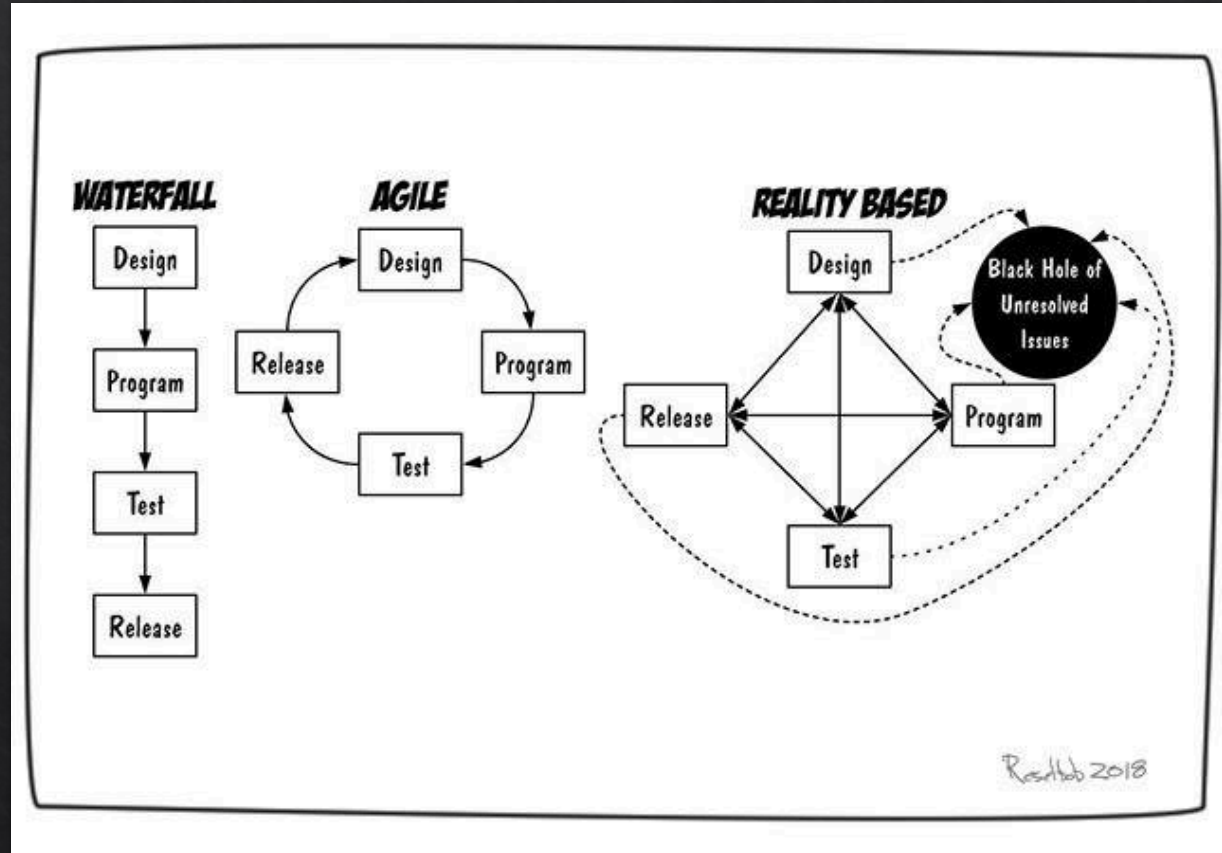 WATERFALL
Design
Program
Test
Release
AGILE
Design
Program
Test
Release
REALITY BASED
Design
Program
Test
Release
Black Hole of
Unresolved
Issues
2018